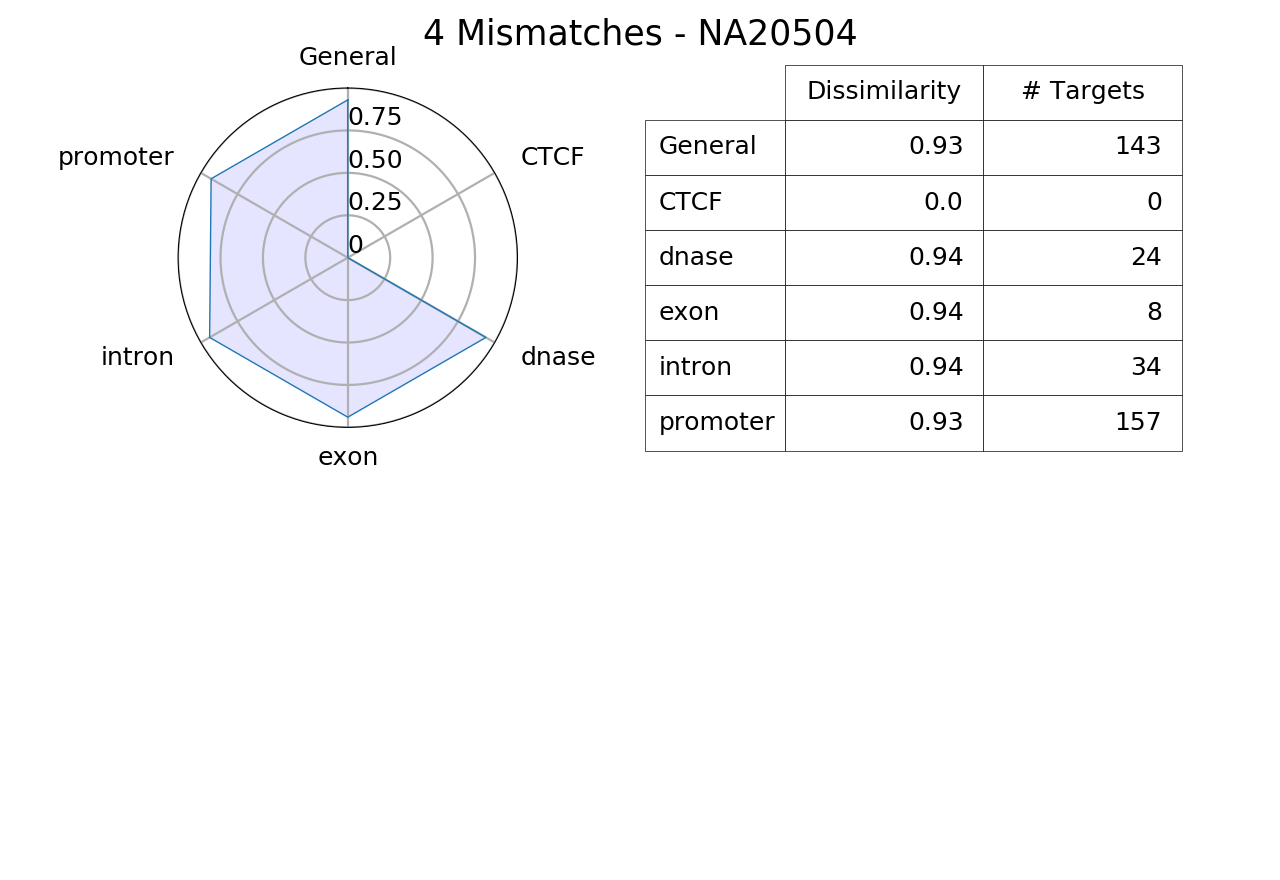 4 Mismatches - NA20504
General
promoter
CTCF
0.75
0.50
0.25
0
intron
dnase
exon
Dissimilarity # Targets
General 0.93 143
CTCF 0.0 0
dnase 0.94 24
exon 0.94 8
intron 0.94 34
promoter 0.93 157